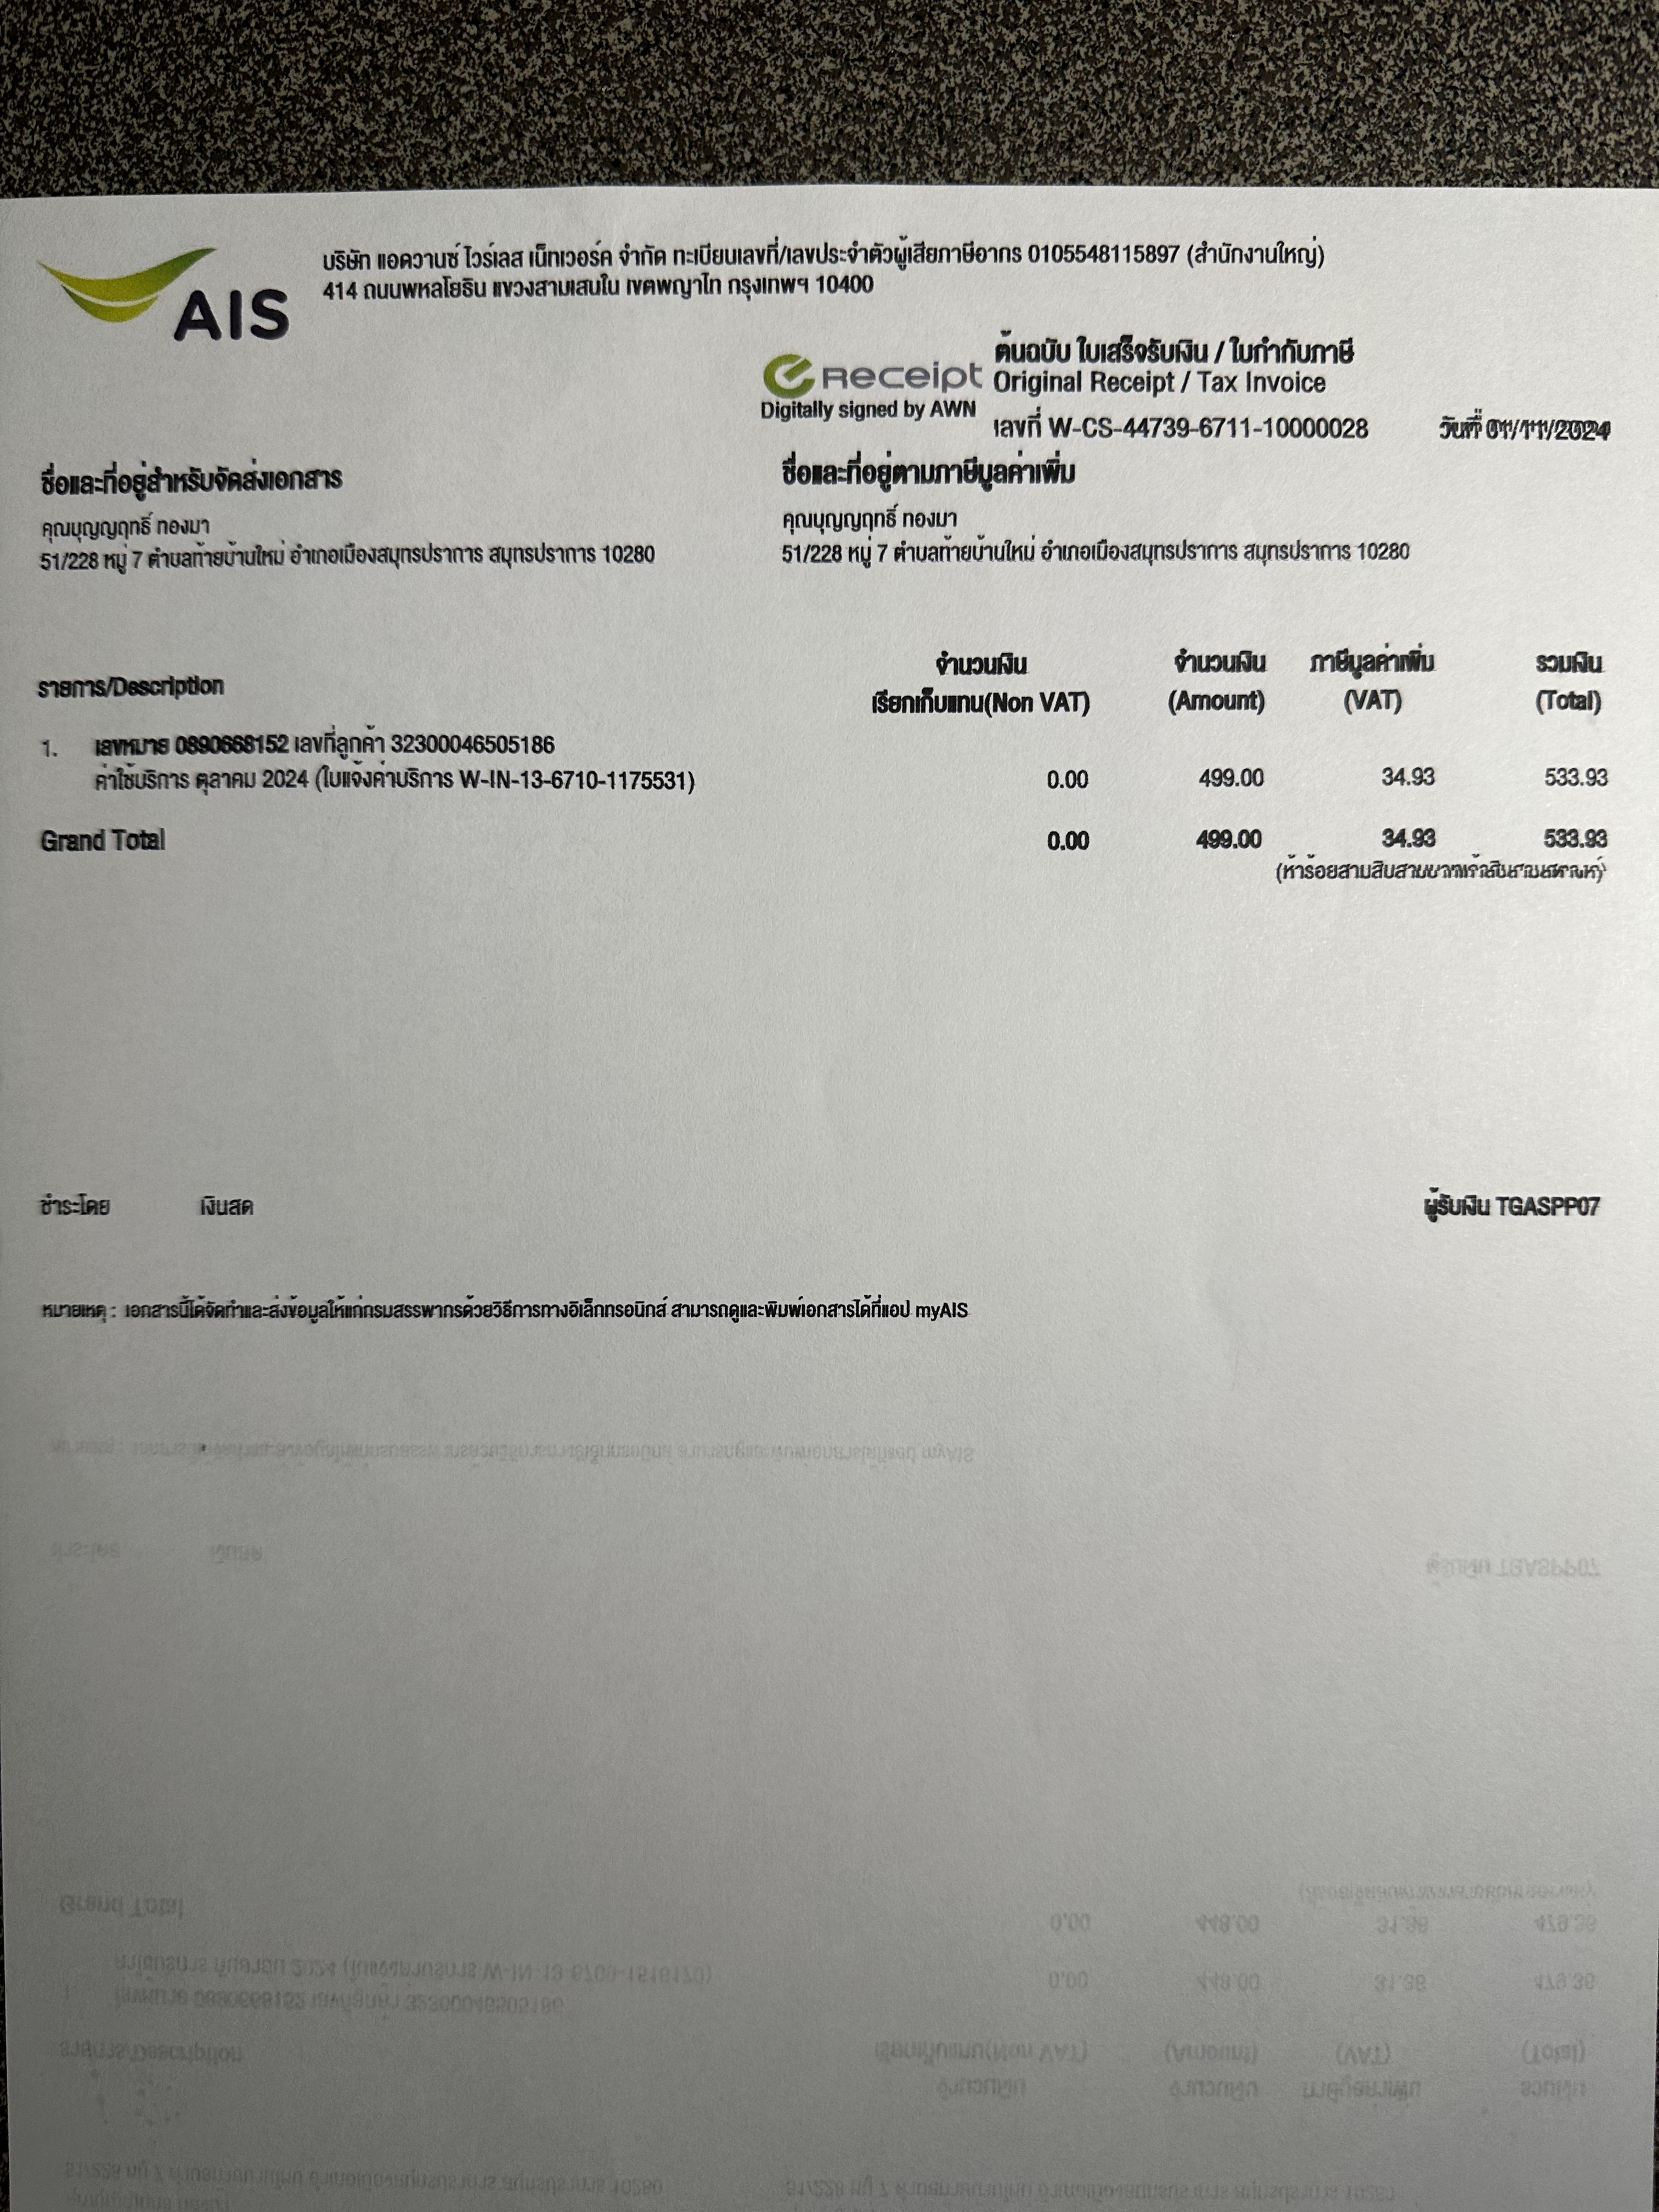 AIS
บริษัท แอดวานซ์ ไวร์เลส เน็ทเวอร์ค จำกัด ทะเบียนเลขที่/เลขประจำตัวผู้เสียภาษีอากร 0105548115897 (สำนักงานใหญ่)
414 ถนนพหลโยธิน แขวงสามเสนใน เขตพญาไท กรุงเทพฯ 10400
ต้นฉบับ ใบเสร็จรับเงิน / ใบกำกับภาษี
Receipt Original Receipt / Tax Invoice
Digitally signed by AWN
เลขที่ W-CS-44739-6711-10000028 วันที่ 01/11/2024
ชื่อและที่อยู่สำหรับจัดส่งเอกสาร ชื่อและที่อยู่ตามภาษีมูลค่าเพิ่ม
คุณบุญญฤทธิ์ ทองมา คุณบุญญฤทธิ์ ทองมา
51/228 หมู่ 7 ตำบลท้ายบ้านใหม่ อำเภอเมืองสมุทรปราการ สมุทรปราการ 10280 51/228 หมู่ 7 ตำบลท้ายบ้านใหม่ อำเภอเมืองสมุทรปราการ สมุทรปราการ 10280
จำนวนเงิน จำนวนเงิน ภาษีมูลค่าเพิ่ม รวมเงิน
รายการ/Description เรียกเก็บแทน(Non VAT) (Amount) (VAT) (Total)
1. เลขหมาย 0890668152 เลขที่ลูกค้า 32300046505186
ค่าใช้บริการ ตุลาคม 2024 (ใบแจ้งค่าบริการ W-IN-13-6710-1175531) 0.00 499.00 34.93 533.93
Grand Total 0.00 499.00 34.93 533.93
(ห้าร้อยสามสิบสามบาทเก้าสิบสามสตางค์)
ชำระโดย เงินสด ผู้รับเงิน TGASPP07
หมายเหตุ : เอกสารนี้ได้จัดทำและส่งข้อมูลให้แก่กรมสรรพากรด้วยวิธีการทางอิเล็กทรอนิกส์ สามารถดูและพิมพ์เอกสารได้ที่แอป myAIS